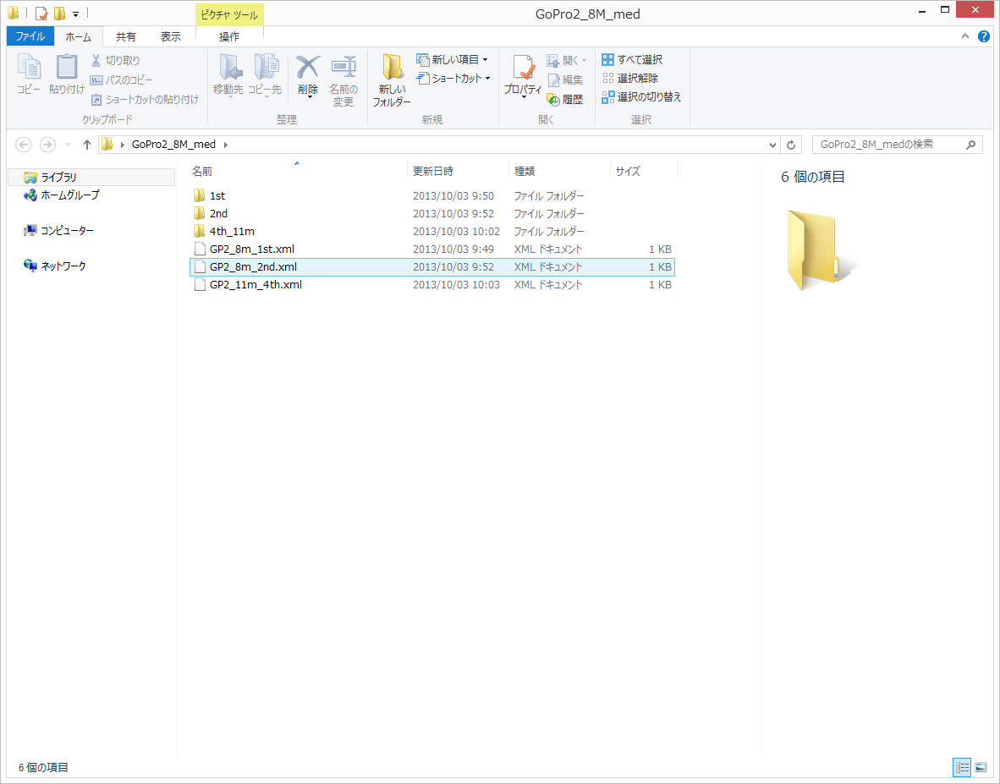 ピクチャ ツール
GoPro2_8M_med
ファイル ホーム 共有 表示 操作
コピー
貼り付け
切り取り
パスのコピー
ショートカットの貼り付け
クリップボード
移動先
コピー先
削除
名前の
変更
整理
新しい
フォルダー
新しい項目
ショートカット
新規
プロパティ
開く
編集
履歴
開く
すべて選択
選択解除
選択の切り替え
選択
GoPro2_8M_med
GoPro2_8M_medの検索
ライブラリ
ホームグループ
コンピューター
ネットワーク
名前 更新日時 種類 サイズ
1st 2013/10/03 9:50 ファイル フォルダー
2nd 2013/10/03 9:52 ファイル フォルダー
4th_11m 2013/10/03 10:02 ファイル フォルダー
GP2_8m_1st.xml 2013/10/03 9:49 XML ドキュメント 1 KB
GP2_8m_2nd.xml 2013/10/03 9:52 XML ドキュメント 1 KB
GP2_11m_4th.xml 2013/10/03 10:03 XML ドキュメント 1 KB
6 個の項目
6 個の項目